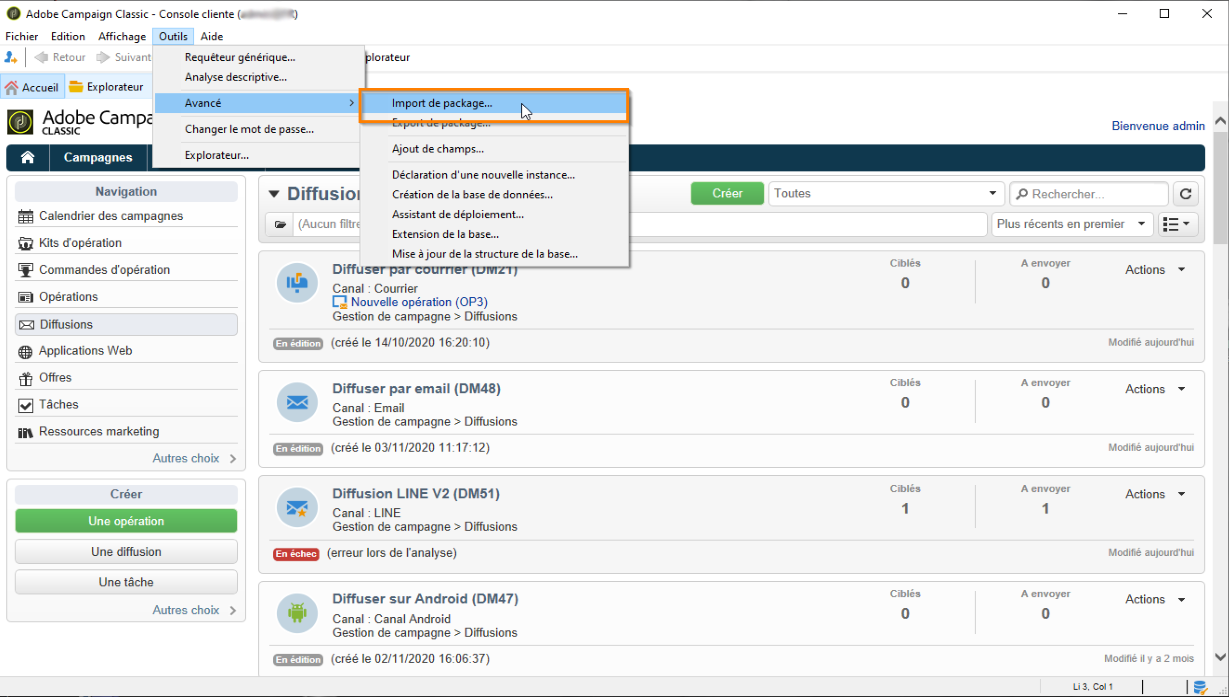 Adobe Campaign Classic - Console cliente (
Fichier Edition Affichage Outils Aide
Retour Suivant
plorateur
Accueil Explorateur
Requêteur générique...
Analyse descriptive...
Avancé
Changer le mot de passe...
Explorateur...
Import de package...
Export de package...
Ajout de champs...
Déclaration d'une nouvelle instance...
Création de la base de données...
Assistant de déploiement...
Extension de la base...
Mise à jour de la structure de la base...
Adobe Campa
CLASSIC
Bienvenue admin
Campagnes
Navigation
Calendrier des campagnes
Kits d'opération
Commandes d'opération
Opérations
Diffusions
Applications Web
Offres
Tâches
Ressources marketing
Autres choix
Créer
Une opération
Une diffusion
Une tâche
Autres choix
Diffusion
Créer
Toutes
Rechercher...
(Aucun filtre
Plus récents en premier
Diffuser par courrier (DM21)
Canal : Courrier
Nouvelle opération (OP3)
Gestion de campagne > Diffusions
Ciblés
0
A envoyer
0
Actions
En édition (créé le 14/10/2020 16:20:10)
Modifié aujourd'hui
Diffuser par email (DM48)
Canal : Email
Gestion de campagne > Diffusions
Ciblés
0
A envoyer
0
Actions
En édition (créé le 03/11/2020 11:17:12)
Modifié aujourd'hui
Diffusion LINE V2 (DM51)
Canal : LINE
Gestion de campagne > Diffusions
Ciblés
1
A envoyer
1
Actions
En échec (erreur lors de l'analyse)
Modifié aujourd'hui
Diffuser sur Android (DM47)
Canal : Canal Android
Gestion de campagne > Diffusions
Ciblés
0
A envoyer
0
Actions
En édition (créé le 02/11/2020 16:06:37)
Modifié il y a 2 mois
Li 3, Col 1